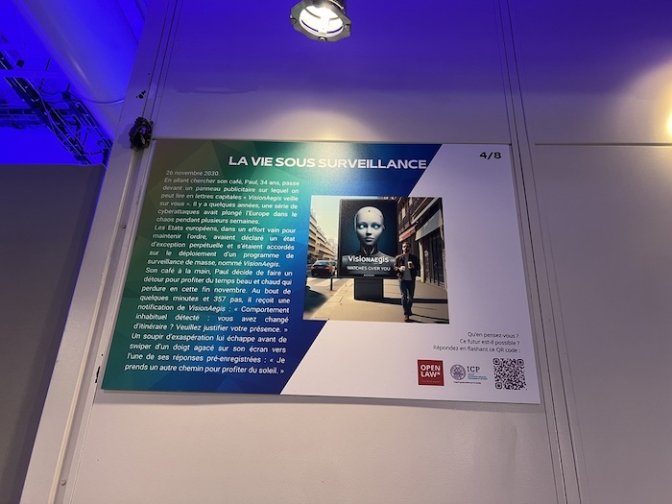 LA VIE SOUS SURVEILLANCE
4/8
26 novembre 2030.
En allant chercher son café, Paul, 34 ans, passe
devant un panneau publicitaire sur lequel on
peut lire en lettres capitales « VisionAegis veille
sur vous ». Il y a quelques années, une série de
cyberattaques avait plongé l'Europe dans le
chaos pendant plusieurs semaines.
Les Etats européens, dans un effort vain pour
maintenir l'ordre, avaient déclaré un état
d'exception perpétuelle et s'étaient accordés
sur le déploiement d'un programme de
surveillance de masse, nommé VisionAegis.
Son café à la main, Paul décide de faire un
détour pour profiter du temps beau et chaud qui
perdure en cette fin novembre. Au bout de
quelques minutes et 357 pas, il reçoit une
notification de VisionAegis : « Comportement
inhabituel détecté : vous avez changé
d'itinéraire ? Veuillez justifier votre présence. »
Un soupir d'exaspération lui échappe avant de
swiper d'un doigt agacé sur son écran vers
l'une de ses réponses pré-enregistrées : « Je
prends un autre chemin pour profiter du soleil. »
VISIONAEGIS
WATCHES OVER YOU
Qu'en pensez-vous ?
Ce futur est-il possible ?
Répondez en flashant ce QR code :
OPEN
LAW
ICP